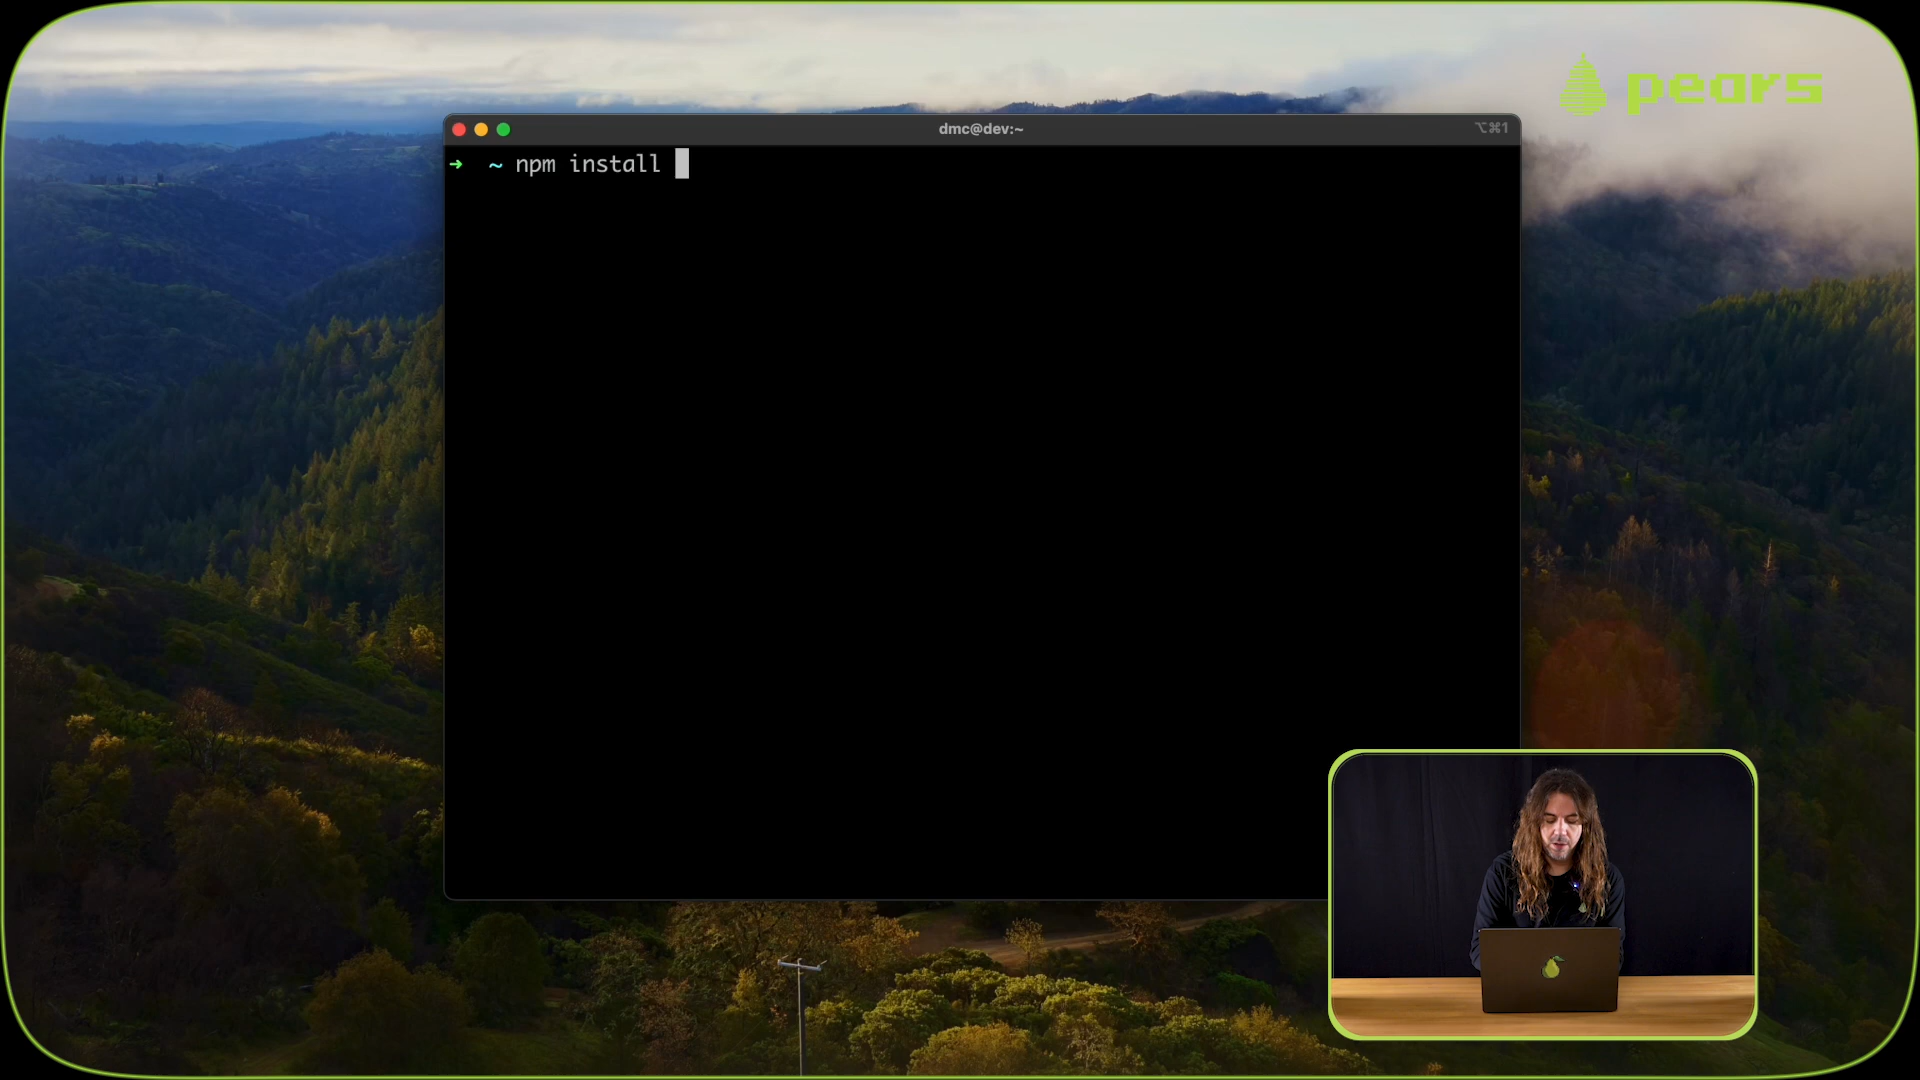 pears
dmc@dev:~
⌥⌘1
➜ ~ npm install